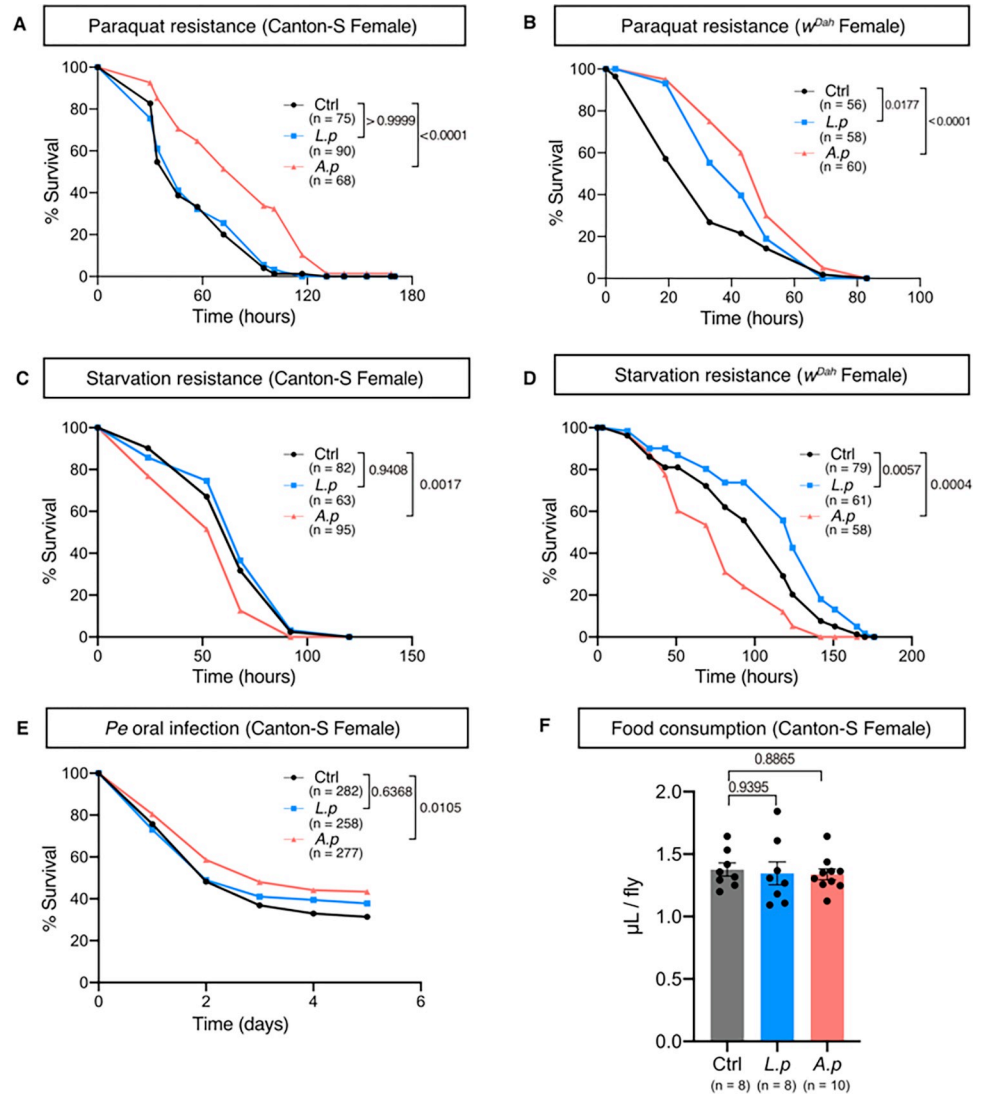 A
Paraquat resistance (Canton-S Female)
100
80
60
40
20
0
% Survival
0 60 120 180
Time (hours)
Ctrl
(n = 75)
L.p
(n = 90)
A.p
(n = 68)
>0.9999
<0.0001
B
Paraquat resistance (wDah Female)
100
80
60
40
20
0
% Survival
0 20 40 60 80 100
Time (hours)
Ctrl
(n = 56)
L.p
(n = 58)
A.p
(n = 60)
0.0177
<0.0001
C
Starvation resistance (Canton-S Female)
100
80
60
40
20
0
% Survival
0 50 100 150
Time (hours)
Ctrl
(n = 82)
L.p
(n = 63)
A.p
(n = 95)
0.9408
0.0017
D
Starvation resistance (wDah Female)
100
80
60
40
20
0
% Survival
0 50 100 150 200
Time (hours)
Ctrl
(n = 79)
L.p
(n = 61)
A.p
(n = 58)
0.0057
0.0004
E
Pe oral infection (Canton-S Female)
100
80
60
40
20
0
% Survival
0 2 4 6
Time (days)
Ctrl
(n = 282)
L.p
(n = 258)
A.p
(n = 277)
0.6368
0.0105
F
Food consumption (Canton-S Female)
0.8865
0.9395
2.0
1.5
1.0
0.5
0.0
μL / fly
Ctrl L.p A.p
(n = 8) (n = 8) (n = 10)